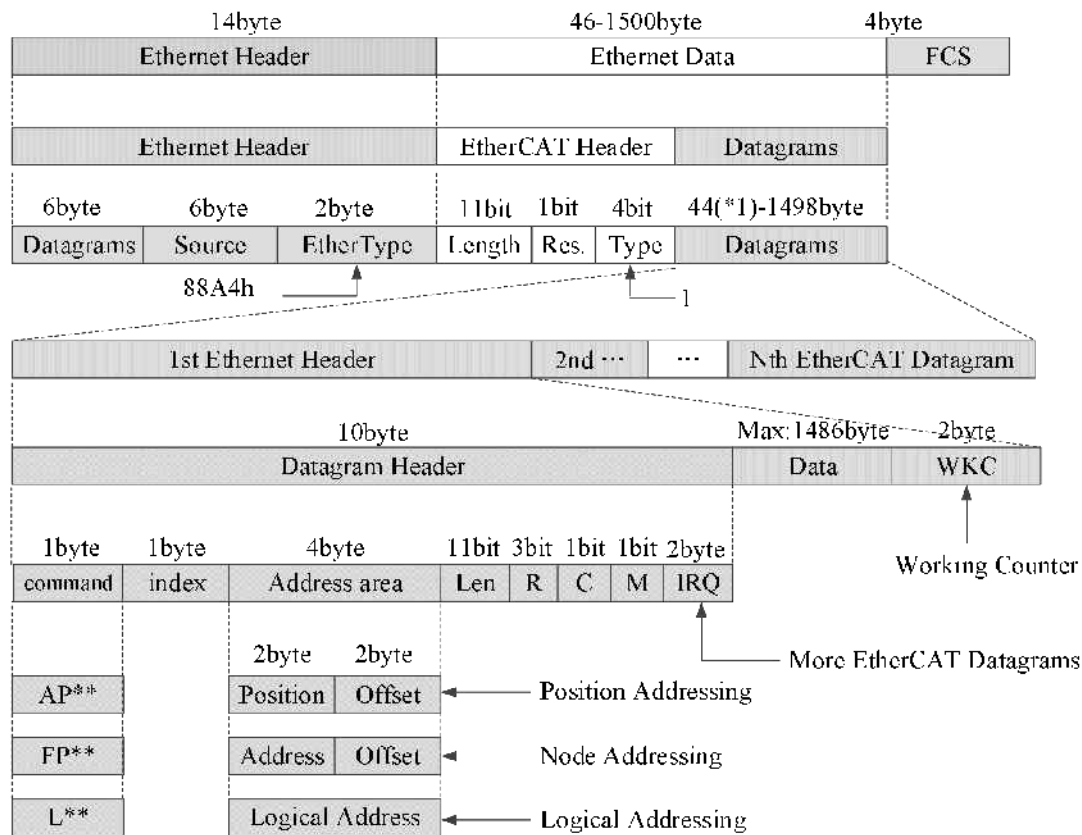 14byte 46-1500byte 4byte
Ethernet Header Ethernet Data FCS
Ethernet Header EtherCAT Header Datagrams
6byte 6byte 2byte 11bit 1bit 4bit 44(*1)-1498byte
Datagrams Source EtherType Length Res. Type Datagrams
88A4h 1
1st Ethernet Header 2nd ··· ··· Nth EtherCAT Datagram
10byte Max:1486byte 2byte
Datagram Header Data WKC
1byte 1byte 4byte 11bit 3bit 1bit 1bit 2byte
Working Counter
command index Address area Len R C M IRQ
2byte 2byte
More EtherCAT Datagrams
AP** Position Offset Position Addressing
FP** Address Offset Node Addressing
L** Logical Address Logical Addressing